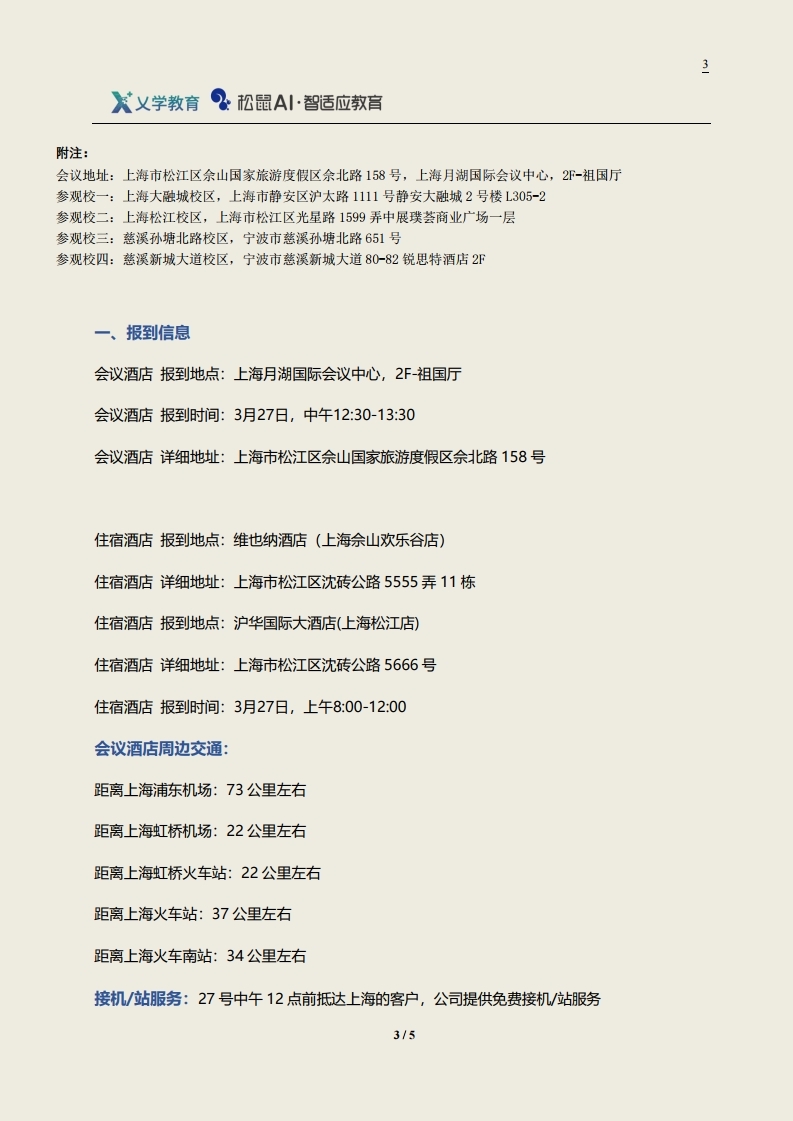 3
乂学教育 松鼠AI·智适应教育
附注：
会议地址：上海市松江区佘山国家旅游度假区佘北路 158 号，上海月湖国际会议中心，2F-祖国厅
参观校一：上海大融城校区，上海市静安区沪太路 1111 号静安大融城 2 号楼 L305-2
参观校二：上海松江校区，上海市松江区光星路 1599 弄中展璞荟商业广场一层
参观校三：慈溪孙塘北路校区，宁波市慈溪孙塘北路 651 号
参观校四：慈溪新城大道校区，宁波市慈溪新城大道 80-82 锐思特酒店 2F
一、报到信息
会议酒店 报到地点：上海月湖国际会议中心，2F-祖国厅
会议酒店 报到时间：3月27日，中午12:30-13:30
会议酒店 详细地址：上海市松江区佘山国家旅游度假区佘北路 158 号
住宿酒店 报到地点：维也纳酒店（上海佘山欢乐谷店）
住宿酒店 详细地址：上海市松江区沈砖公路 5555 弄 11 栋
住宿酒店 报到地点：沪华国际大酒店(上海松江店)
住宿酒店 详细地址：上海市松江区沈砖公路 5666 号
住宿酒店 报到时间：3月27日，上午8:00-12:00
会议酒店周边交通：
距离上海浦东机场：73 公里左右
距离上海虹桥机场：22 公里左右
距离上海虹桥火车站：22 公里左右
距离上海火车站：37 公里左右
距离上海火车南站：34 公里左右
接机/站服务：27 号中午 12 点前抵达上海的客户，公司提供免费接机/站服务
3 / 5